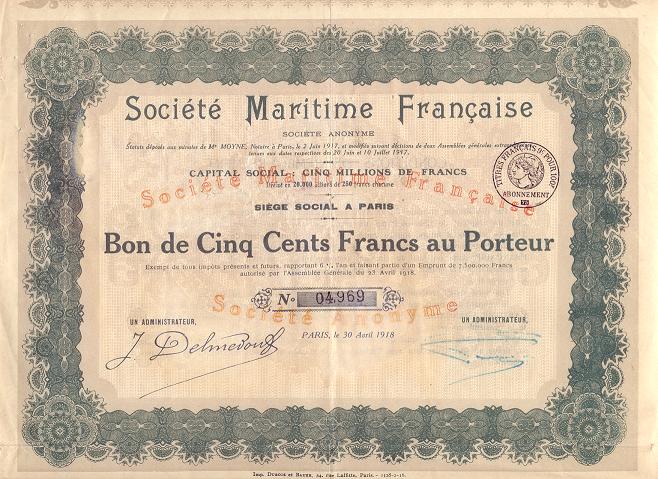 Société Maritime Française
SOCIÉTÉ ANONYME
Statuts déposés aux minutes de Me MOYNE, Notaire à Paris, le 2 Juin 1917, et modifiés suivant décisions de deux Assemblées générales
tenues aux dates respectives des 20 Juin et 10 Juillet 1917.
CAPITAL SOCIAL: CINQ MILLIONS DE FRANCS
Divisé en 20.000 actions de 250 francs chacune
Société Maritime Française
TITRES FRANÇAIS POUR 100F
ABONNEMENT
SIÈGE SOCIAL A PARIS
Bon de Cinq Cents Francs au Porteur
Exempt de tous impôts présents et futurs, rapportant 6 % l'an et faisant partie d'un Emprunt de 7.500.000 Francs
autorisé par l'Assemblée Générale du 23 Avril 1918.
No 04,969
Société Anonyme
UN ADMINISTRATEUR,
UN ADMINISTRATEUR,
PARIS, le 30 Avril 1918
Imp. 24, rue Laffitte, Paris.